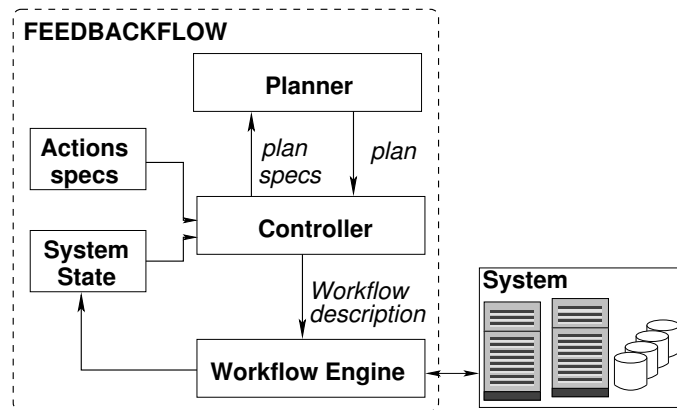 FEEDBACKFLOW
Planner
Actions
specs
plan
specs
plan
Controller
System
State
Workflow
description
System
Workflow Engine